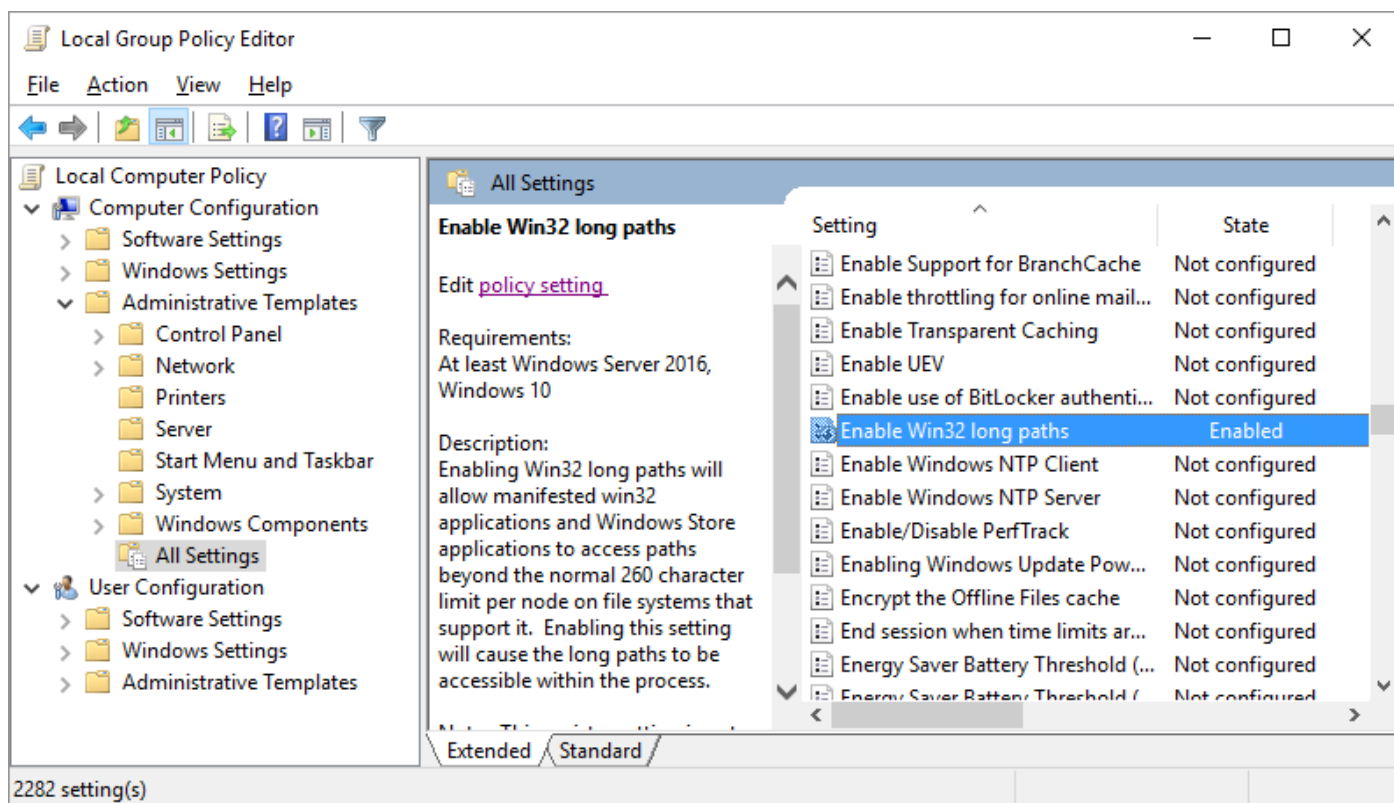 Local Group Policy Editor
File Action View Help
Local Computer Policy
Computer Configuration
Software Settings
Windows Settings
Administrative Templates
Control Panel
Network
Printers
Server
Start Menu and Taskbar
System
Windows Components
All Settings
User Configuration
Software Settings
Windows Settings
Administrative Templates
All Settings
Enable Win32 long paths
Edit policy setting
Requirements:
At least Windows Server 2016,
Windows 10
Description:
Enabling Win32 long paths will
allow manifested win32
applications and Windows Store
applications to access paths
beyond the normal 260 character
limit per node on file systems that
support it. Enabling this setting
will cause the long paths to be
accessible within the process.
Setting State
Enable Support for BranchCache Not configured
Enable throttling for online mail... Not configured
Enable Transparent Caching Not configured
Enable UEV Not configured
Enable use of BitLocker authenti... Not configured
Enable Win32 long paths Enabled
Enable Windows NTP Client Not configured
Enable Windows NTP Server Not configured
Enable/Disable PerfTrack Not configured
Enabling Windows Update Pow... Not configured
Encrypt the Offline Files cache Not configured
End session when time limits ar... Not configured
Energy Saver Battery Threshold (... Not configured
Energy Saver Battery Threshold ( Not configured
Extended Standard
2282 setting(s)